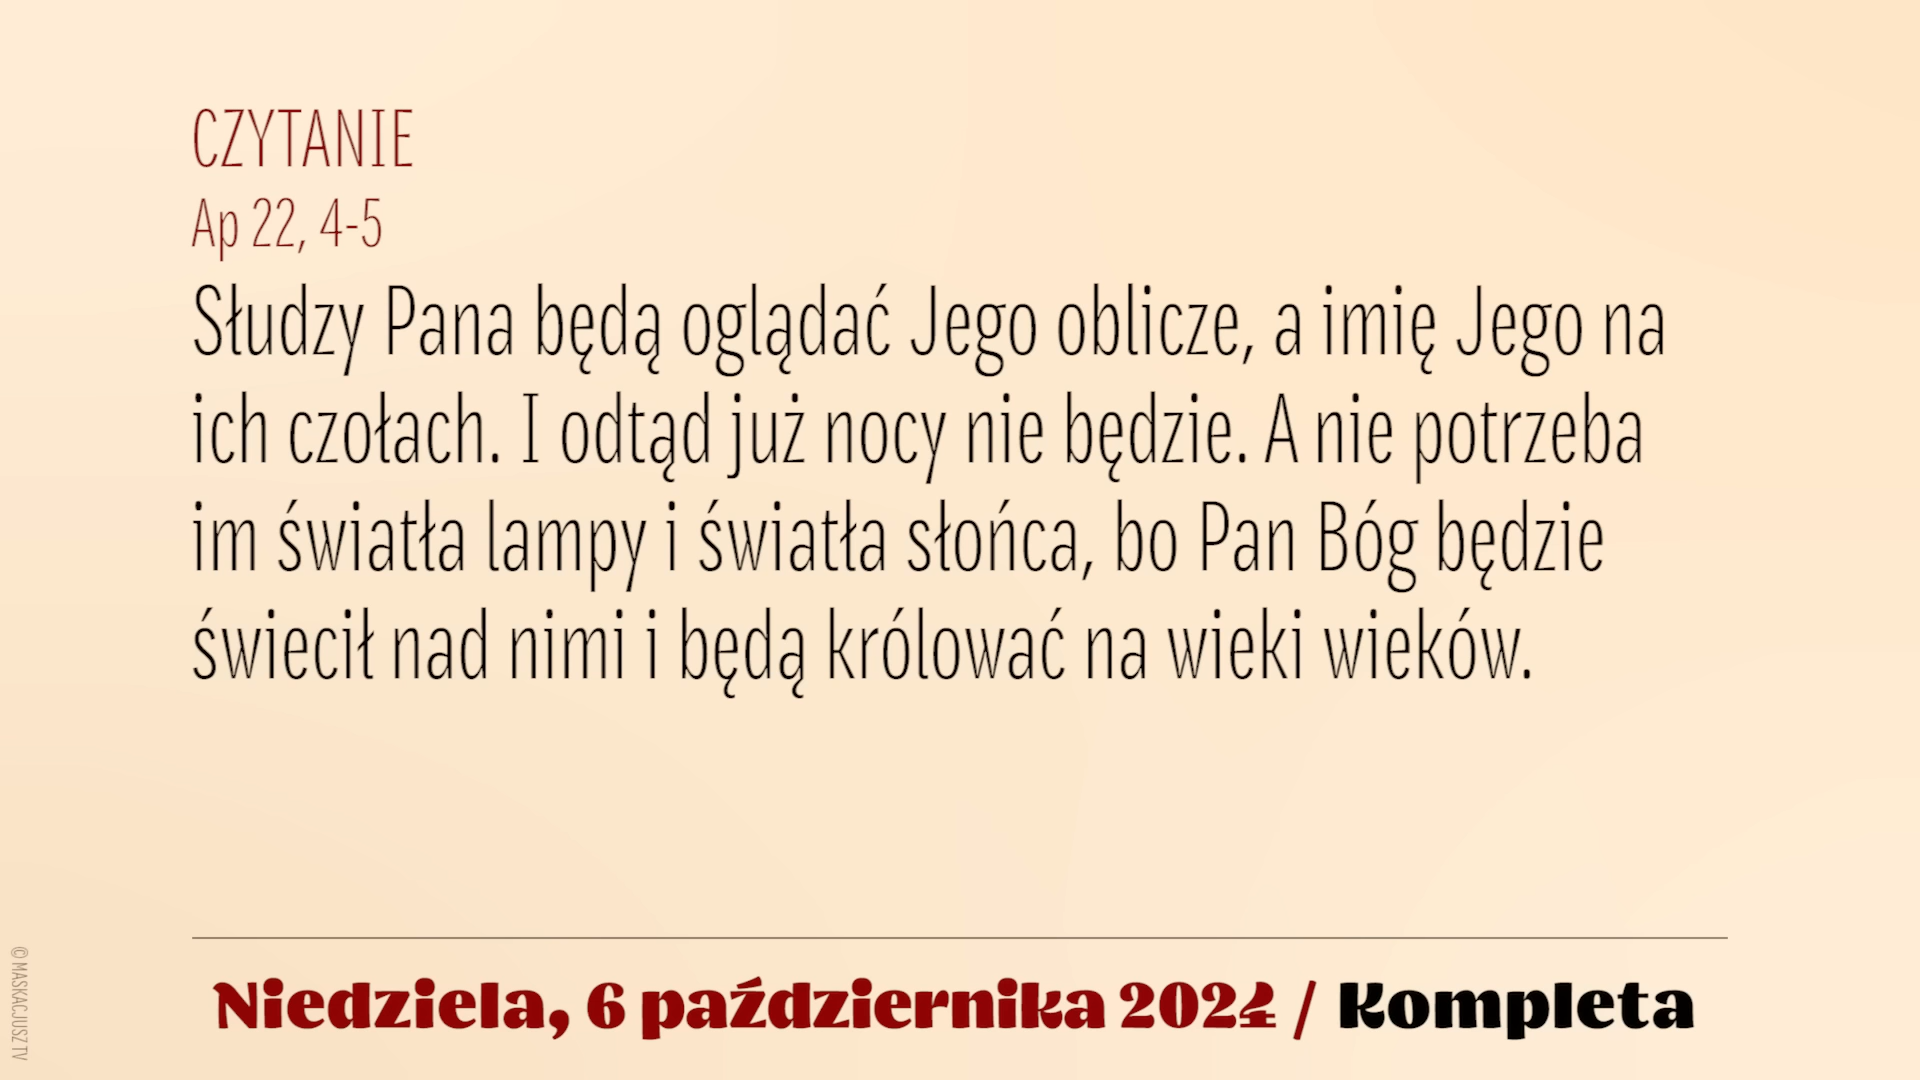 CZYTANIE
Ap 22, 4-5
Słudzy Pana będą oglądać Jego oblicze, a imię Jego na
ich czołach. I odtąd już nocy nie będzie. A nie potrzeba
im światła lampy i światła słońca, bo Pan Bóg będzie
świecił nad nimi i będą królować na wieki wieków.
Niedziela, 6 października 2024 / Kompleta
© MASKACJUSZ TV